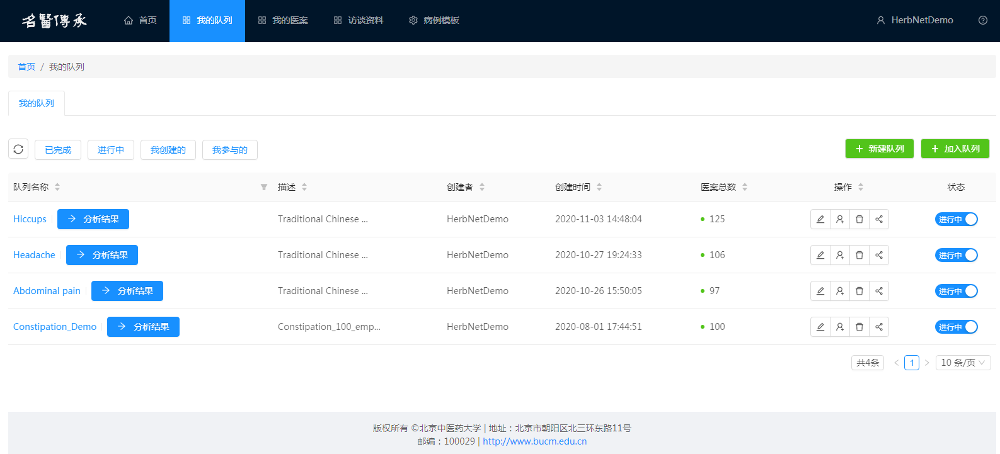 名醫傳承 首页 我的队列 我的医案 访谈资料 病例模板 HerbNetDemo
首页 / 我的队列
我的队列
已完成 进行中 我创建的 我参与的 + 新建队列 + 加入队列
队列名称 描述 创建者 创建时间 医案总数 操作 状态
Hiccups → 分析结果 Traditional Chinese ... HerbNetDemo 2020-11-03 14:48:04 125 进行中
Headache → 分析结果 Traditional Chinese ... HerbNetDemo 2020-10-27 19:24:33 106 进行中
Abdominal pain → 分析结果 Traditional Chinese ... HerbNetDemo 2020-10-26 15:50:05 97 进行中
Constipation_Demo → 分析结果 Constipation_100_emp... HerbNetDemo 2020-08-01 17:44:51 100 进行中
共4条 < 1 > 10 条/页
版权所有 ©北京中医药大学 | 地址：北京市朝阳区北三环东路11号
邮编：100029 | http://www.bucm.edu.cn